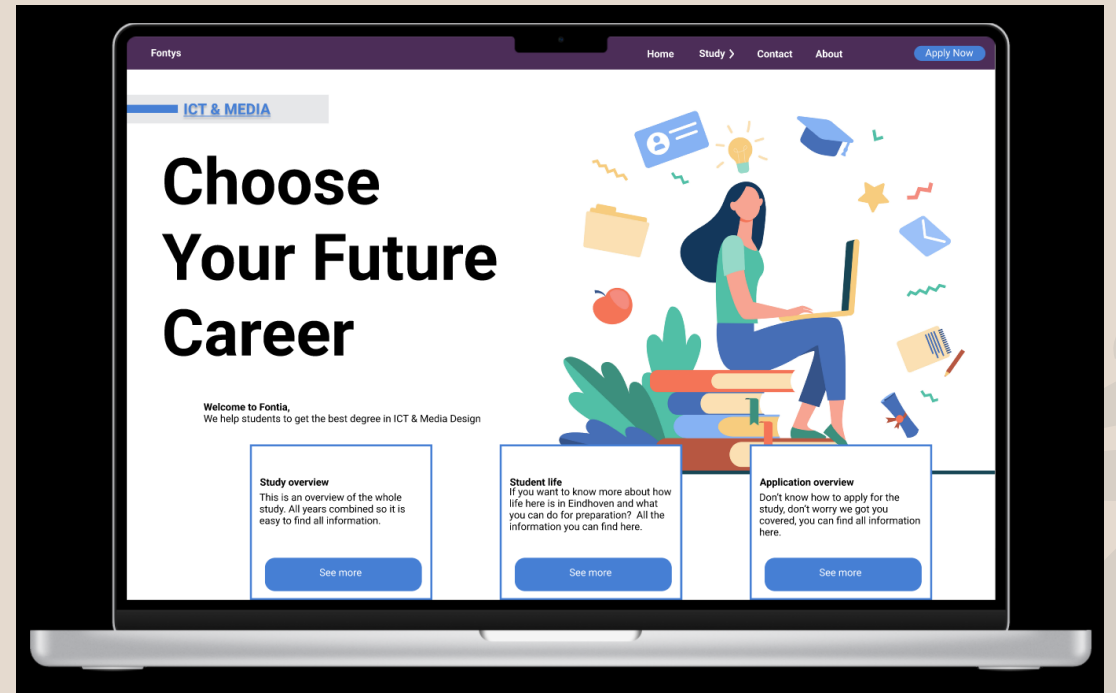 Fontys
Home Study > Contact About Apply Now
ICT & MEDIA
Choose
Your Future
Career
Welcome to Fontia,
We help students to get the best degree in ICT & Media Design
Study overview
This is an overview of the whole
study. All years combined so it is
easy to find all information.
See more
Student life
If you want to know more about how
life here is in Eindhoven and what
you can do for preparation? All the
information you can find here.
See more
Application overview
Don't know how to apply for the
study, don't worry we got you
covered, you can find all information
here.
See more